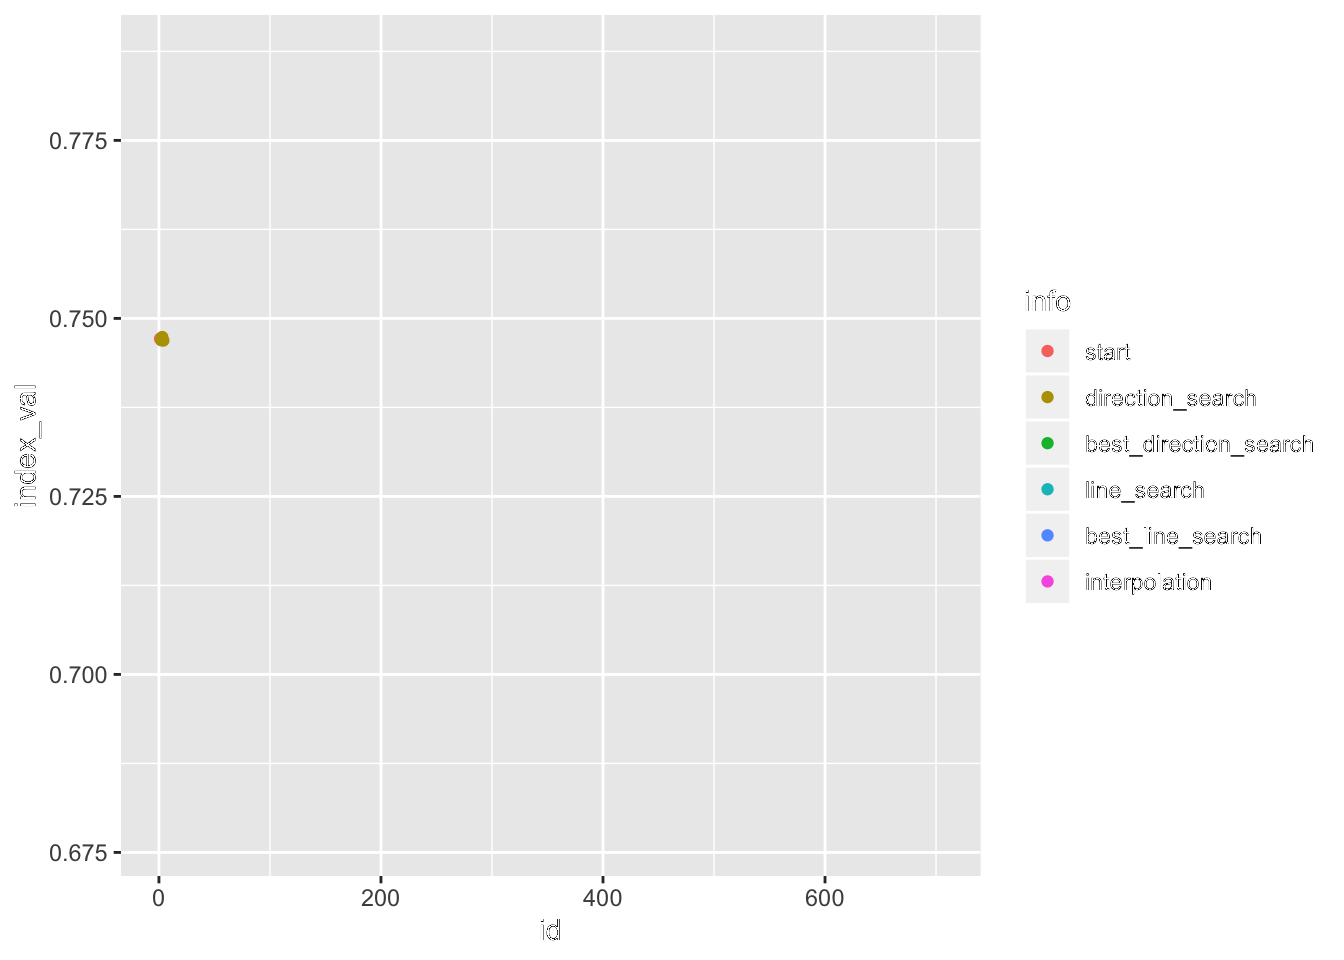 0.775
0.750
0.725
0.700
0.675
index_val
0
200
400
600
id
info
start
direction_search
best_direction_search
line_search
best_line_search
interpolation